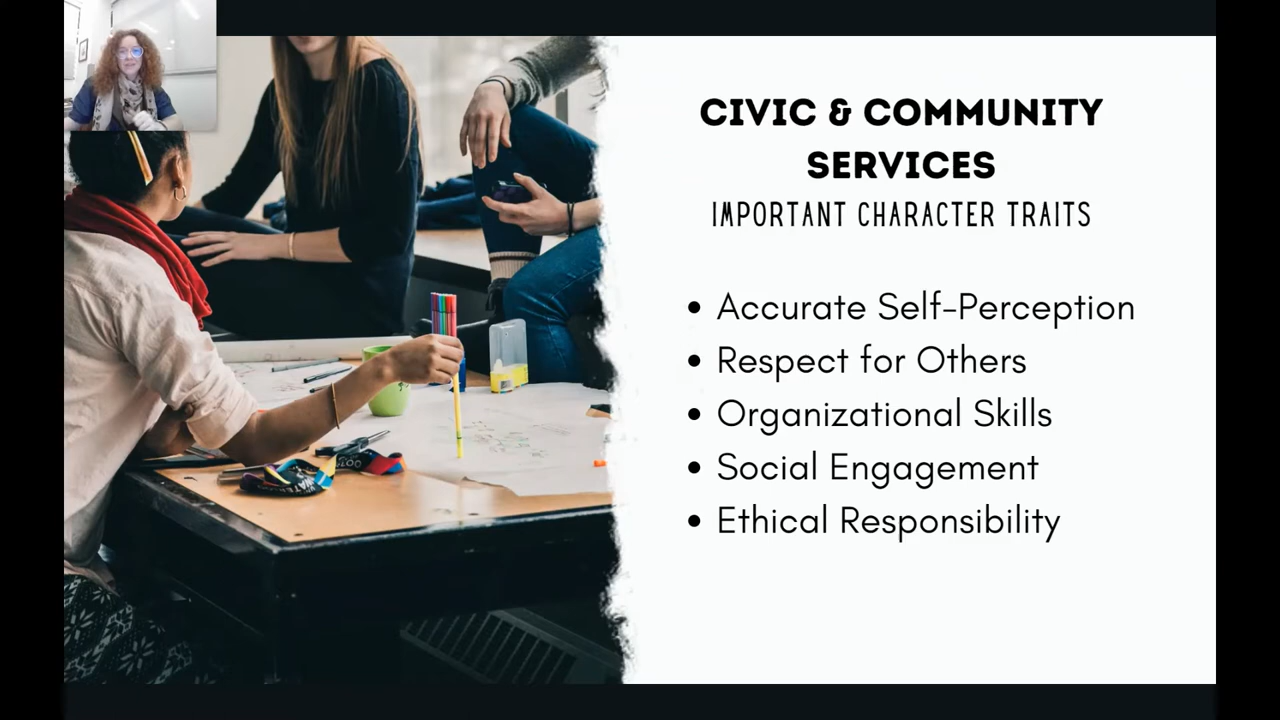 CIVIC & COMMUNITY
SERVICES
IMPORTANT CHARACTER TRAITS
• Accurate Self-Perception
• Respect for Others
• Organizational Skills
• Social Engagement
• Ethical Responsibility